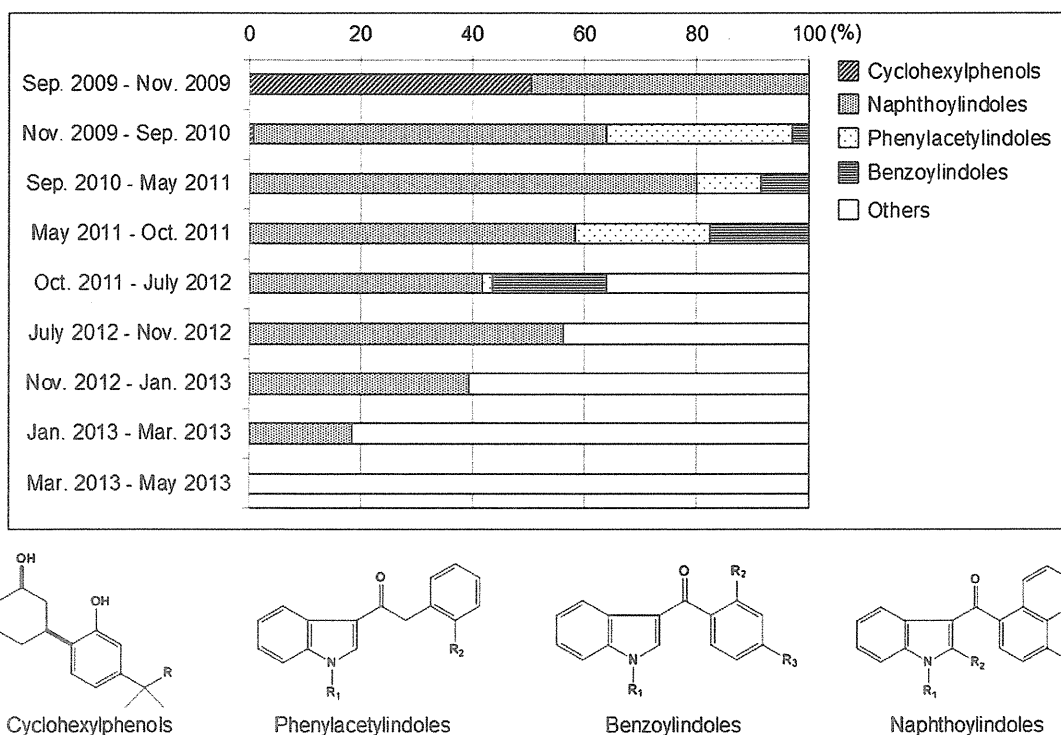 0 20 40 60 80 100 (%)
Sep. 2009 - Nov. 2009
Nov. 2009 - Sep. 2010
Sep. 2010 - May 2011
May 2011 - Oct. 2011
Oct. 2011 - July 2012
July 2012 - Nov. 2012
Nov. 2012 - Jan. 2013
Jan. 2013 - Mar. 2013
Mar. 2013 - May 2013
Cyclohexylphenols
Naphthoylindoles
Phenylacetylindoles
Benzoylindoles
Others
OH
OH
R
Cyclohexylphenols
O
N
R1
R2
Phenylacetylindoles
O
R2
N
R1
R3
Benzoylindoles
O
N
R2
R1
Naphthoylindoles